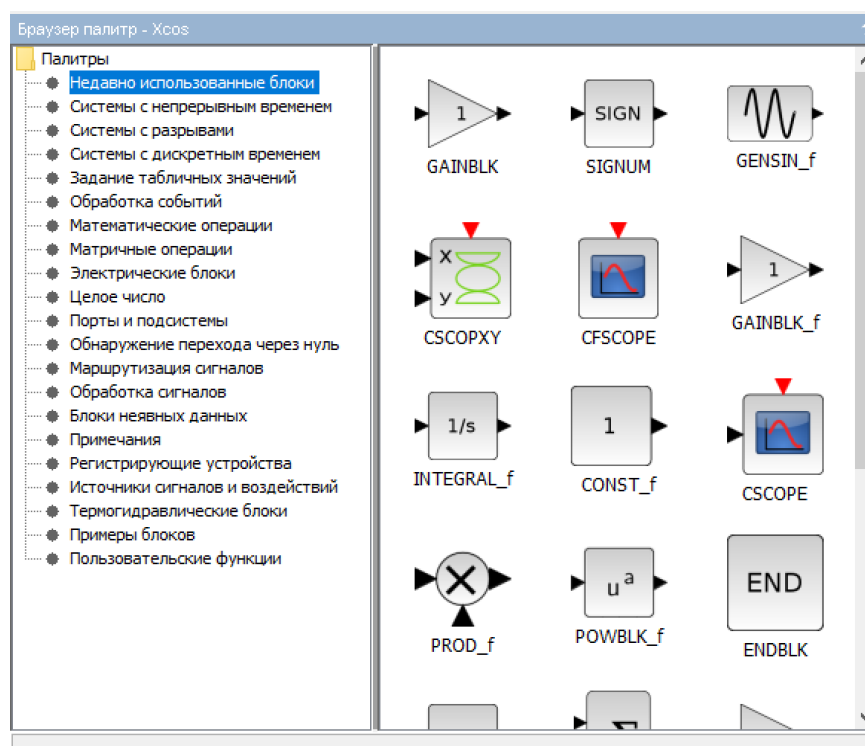 Браузер палитр - Xcos
Палитры
Недавно использованные блоки
Системы с непрерывным временем
Системы с разрывами
Системы с дискретным временем
Задание табличных значений
Обработка событий
Математические операции
Матричные операции
Электрические блоки
Целое число
Порты и подсистемы
Обнаружение перехода через нуль
Маршрутизация сигналов
Обработка сигналов
Блоки неявных данных
Примечания
Регистрирующие устройства
Источники сигналов и воздействий
Термогидравлические блоки
Примеры блоков
Пользовательские функции
1 SIGN
GAINBLK SIGNUM GENSIN_f
X
Y
1
CSCOPXY CFSCOPE GAINBLK_f
1/s 1
INTEGRAL_f CONST_f CSCOPE
u^a END
PROD_f POWBLK_f ENDBLK